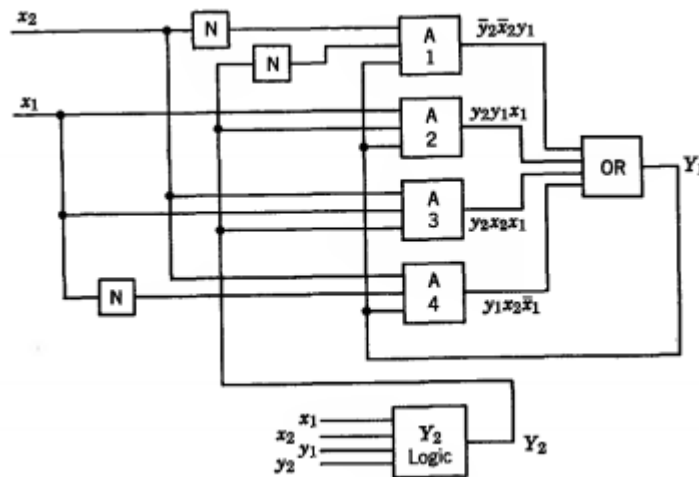 x₂
N
A
1
ȳ₂x̄₂y₁
N
x₁
A
2
y₂y₁x₁
OR
Y₁
A
3
y₂x₂x₁
N
A
4
y₁x₂x̄₁
x₁
x₂
y₁
y₂
Y₂
Logic
Y₂